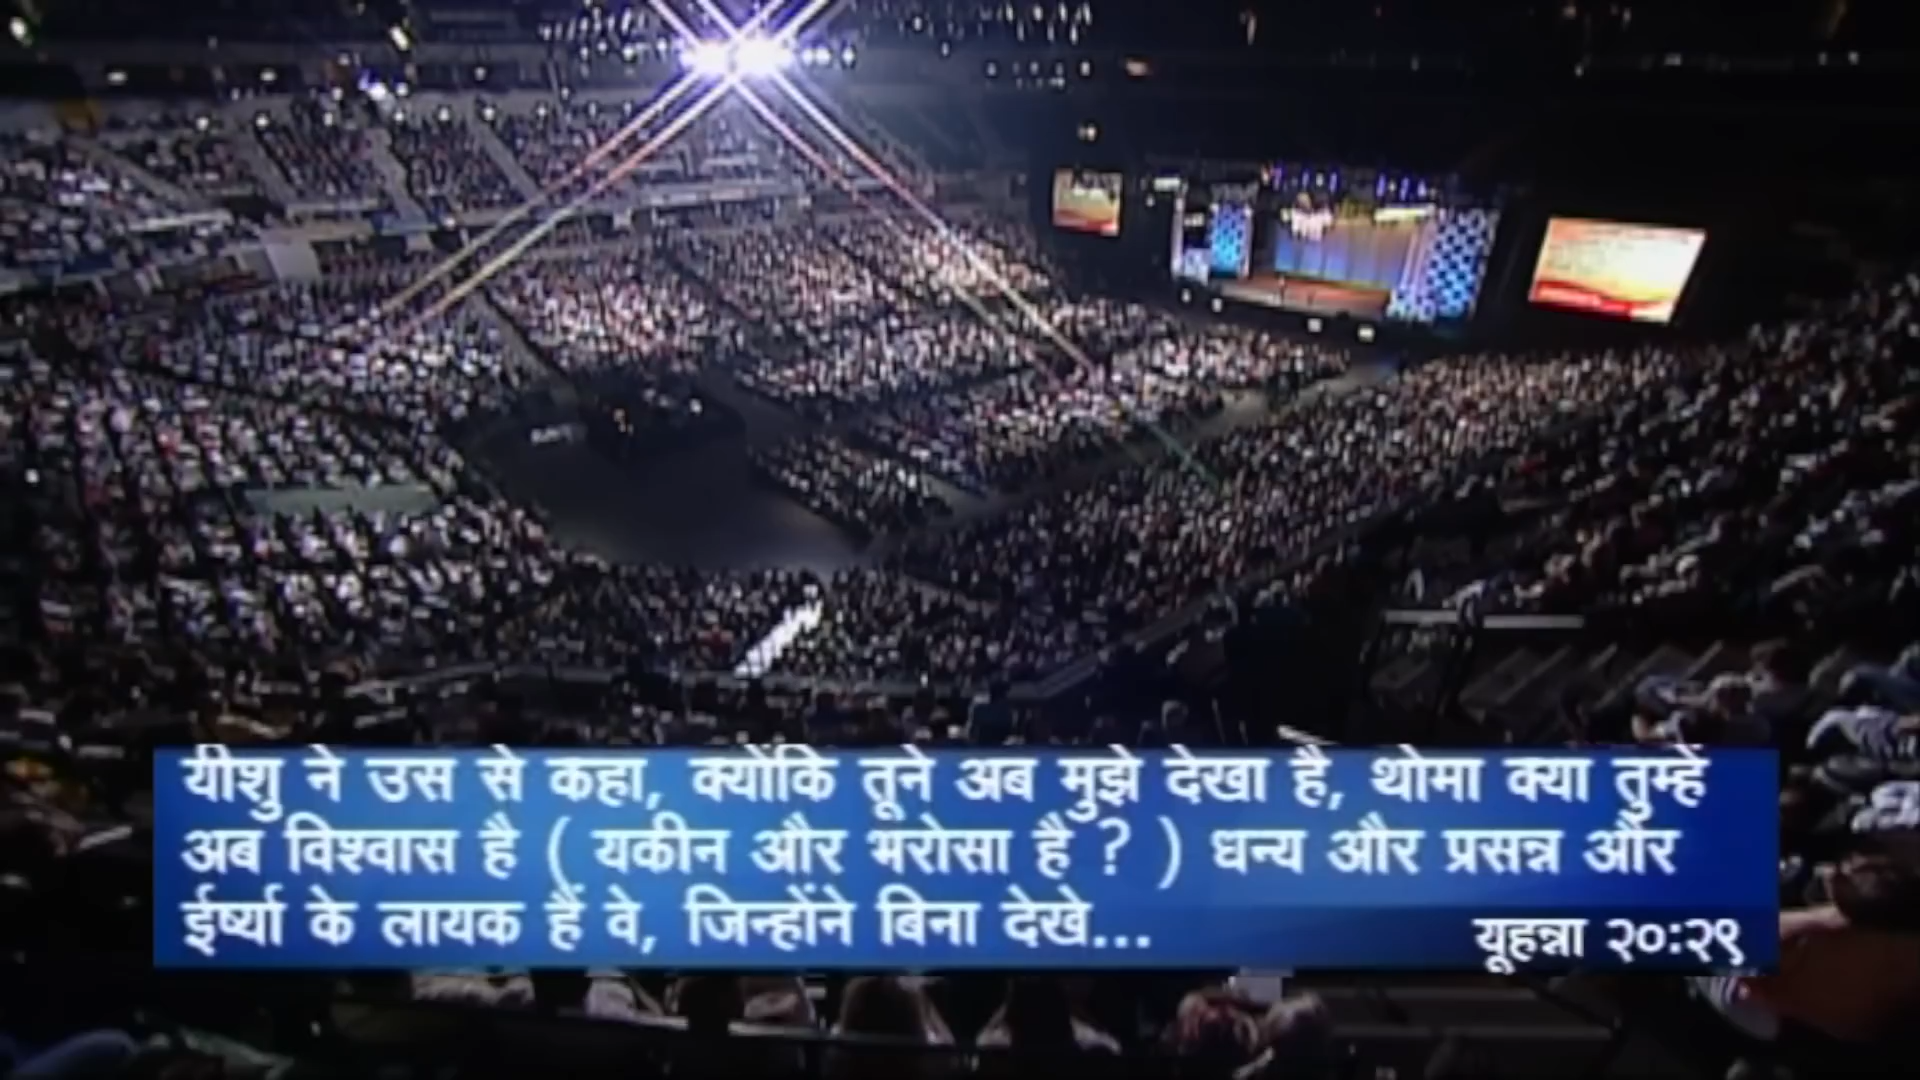 यीशु ने उस से कहा, क्योंकि तूने अब मुझे देखा है, थोमा क्या तुम्हें
अब विश्वास है ( यकीन और भरोसा है ? ) धन्य और प्रसन्न और
ईर्ष्या के लायक हैं वे, जिन्होंने बिना देखे...
यूहन्ना २०:२९